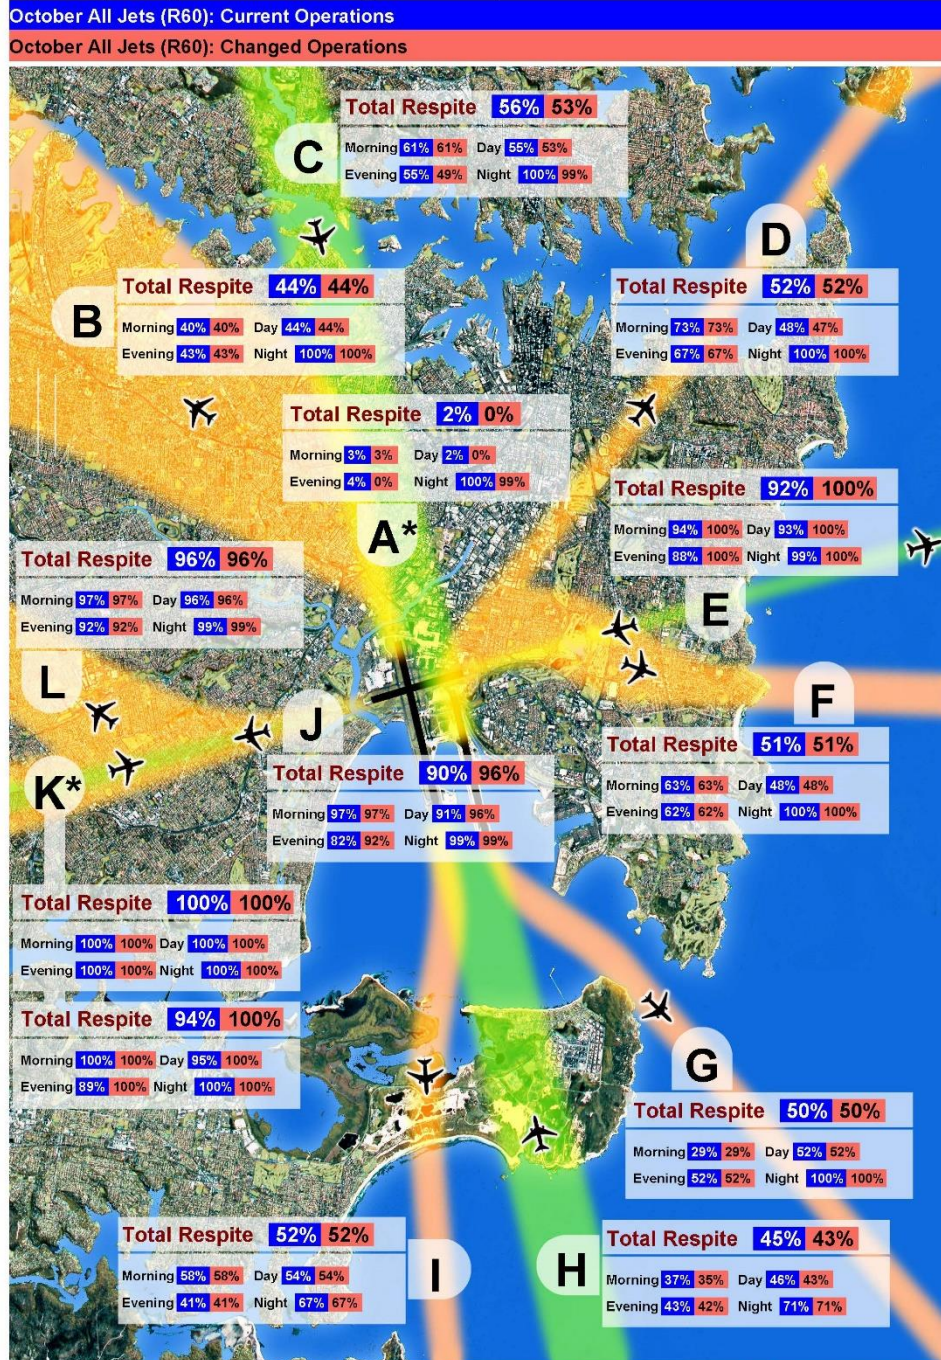 October All Jets (R60): Current Operations
October All Jets (R60): Changed Operations
C
Total Respite 56% 53%
Morning 61% 61% Day 55% 53%
Evening 55% 49% Night 100% 99%
D
Total Respite 52% 52%
Morning 73% 73% Day 48% 47%
Evening 67% 67% Night 100% 100%
B
Total Respite 44% 44%
Morning 40% 40% Day 44% 44%
Evening 43% 43% Night 100% 100%
Total Respite 2% 0%
Morning 3% 3% Day 2% 0%
Evening 4% 0% Night 100% 99%
A*
Total Respite 92% 100%
Morning 94% 100% Day 93% 100%
Evening 88% 100% Night 99% 100%
E
Total Respite 96% 96%
Morning 97% 97% Day 96% 96%
Evening 92% 92% Night 99% 99%
L
F
Total Respite 51% 51%
Morning 63% 63% Day 48% 48%
Evening 62% 62% Night 100% 100%
J
Total Respite 90% 96%
Morning 97% 97% Day 91% 96%
Evening 82% 92% Night 99% 99%
K*
Total Respite 100% 100%
Morning 100% 100% Day 100% 100%
Evening 100% 100% Night 100% 100%
Total Respite 94% 100%
Morning 100% 100% Day 95% 100%
Evening 89% 100% Night 100% 100%
G
Total Respite 50% 50%
Morning 29% 29% Day 52% 52%
Evening 52% 52% Night 100% 100%
Total Respite 52% 52%
Morning 58% 58% Day 54% 54%
Evening 41% 41% Night 67% 67%
I
H
Total Respite 45% 43%
Morning 37% 35% Day 46% 43%
Evening 43% 42% Night 71% 71%